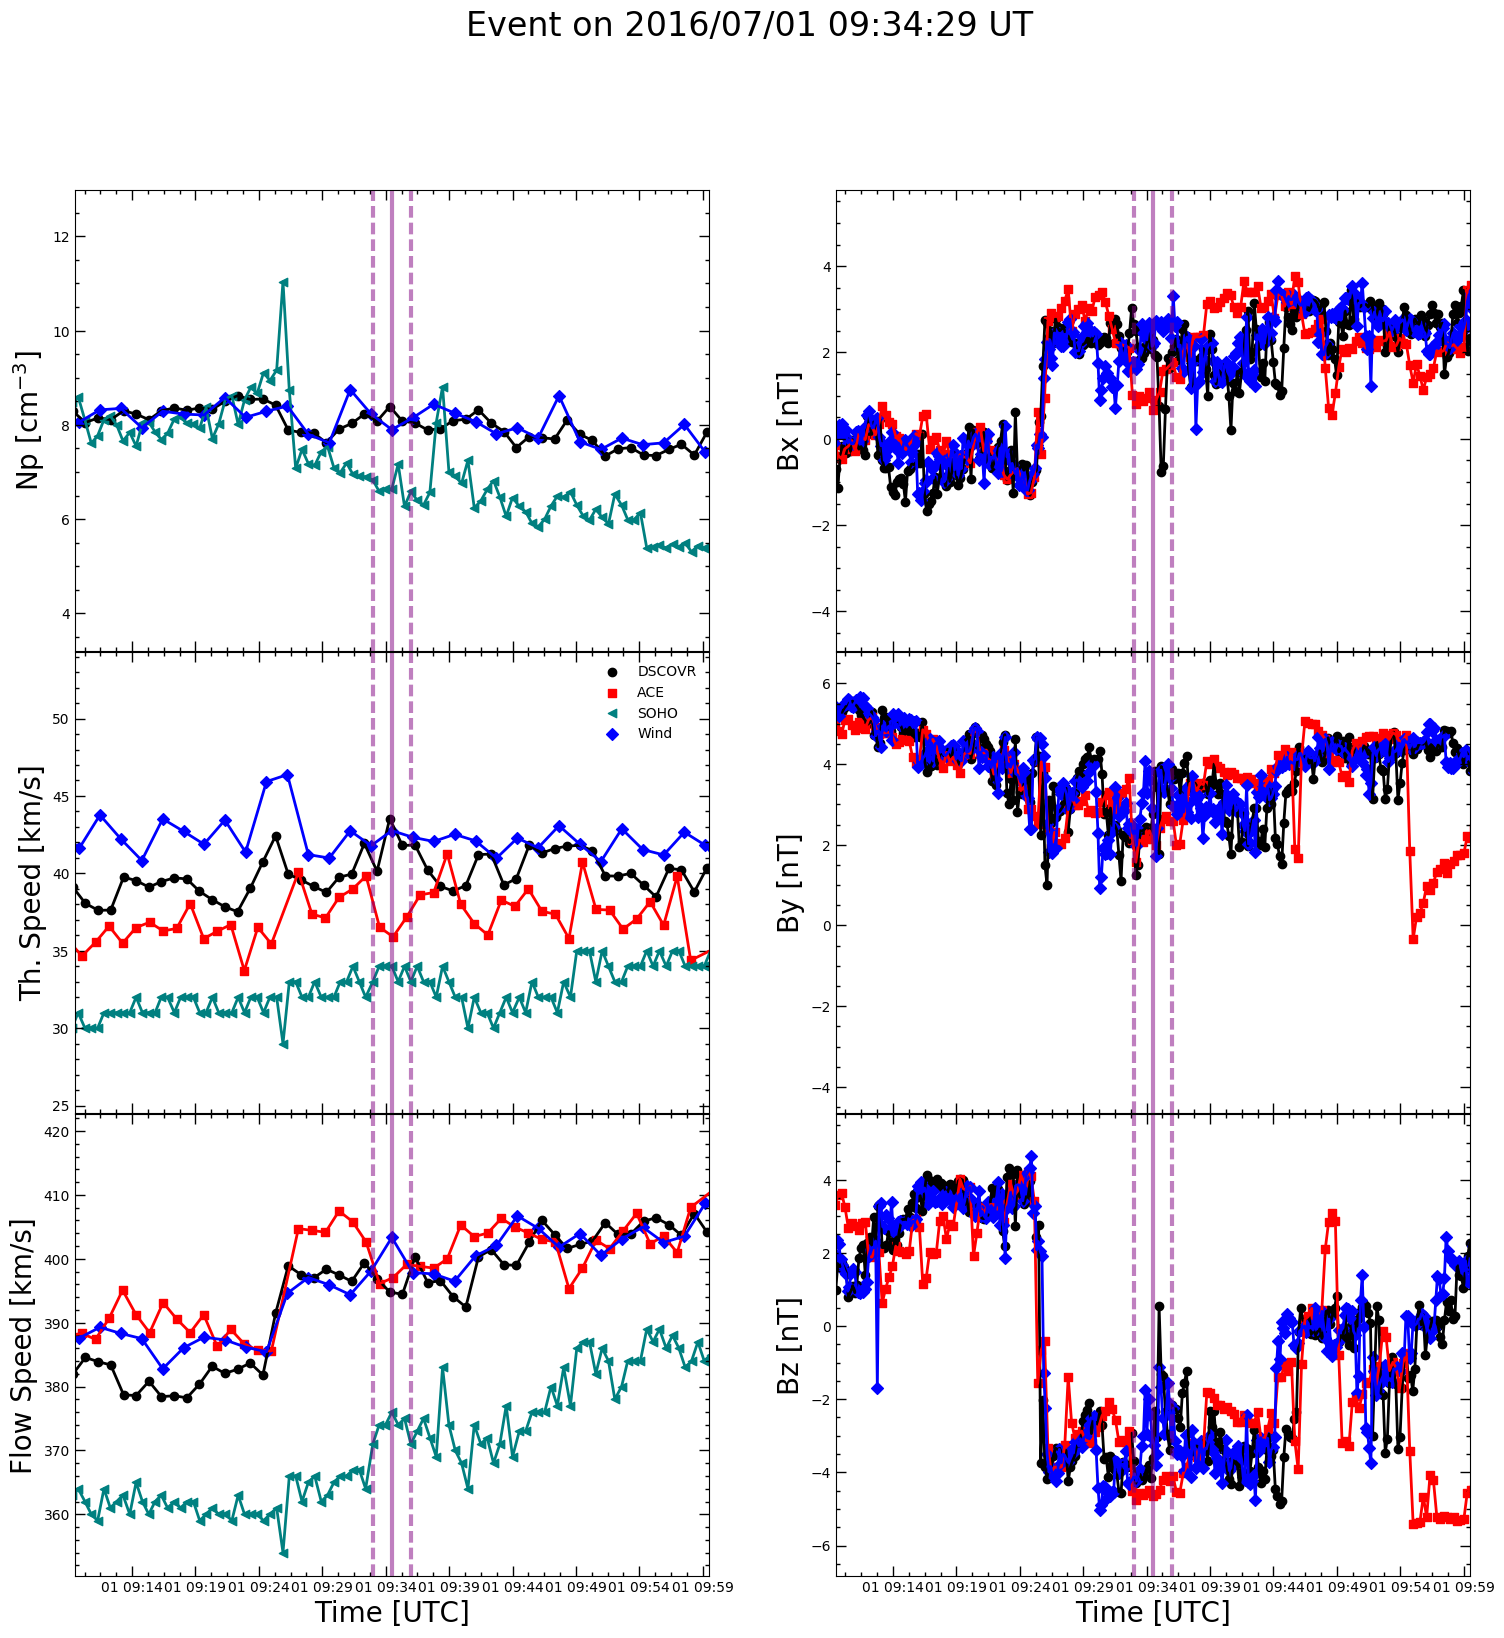 Event on 2016/07/01 09:34:29 UT
Np [cm⁻³]
12
10
8
6
4
Th. Speed [km/s]
50
45
40
35
30
25
DSCOVR
ACE
SOHO
Wind
Flow Speed [km/s]
420
410
400
390
380
370
360
01 09:14 01 09:19 01 09:24 01 09:29 01 09:34 01 09:39 01 09:44 01 09:49 01 09:54 01 09:59
Time [UTC]
Bx [nT]
4
2
0
−2
−4
By [nT]
6
4
2
0
−2
−4
Bz [nT]
4
2
0
−2
−4
−6
01 09:14 01 09:19 01 09:24 01 09:29 01 09:34 01 09:39 01 09:44 01 09:49 01 09:54 01 09:59
Time [UTC]